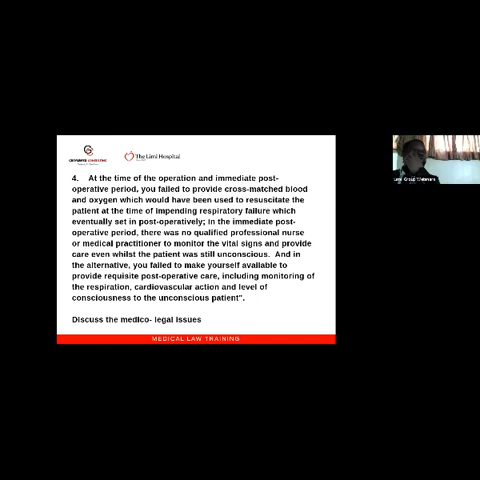 The Limi Hospital
4. At the time of the operation and immediate post-
operative period, you failed to provide cross-matched blood
and oxygen which would have been used to resuscitate the
patient at the time of impending respiratory failure which
eventually set in post-operatively; in the immediate post-
operative period, there was no qualified professional nurse
or medical practitioner to monitor the vital signs and provide
care even whilst the patient was still unconscious. And in
the alternative, you failed to make yourself available to
provide requisite post-operative care, including monitoring of
the respiration, cardiovascular action and level of
consciousness to the unconscious patient".
Discuss the medico- legal issues
MEDICAL LAW TRAINING